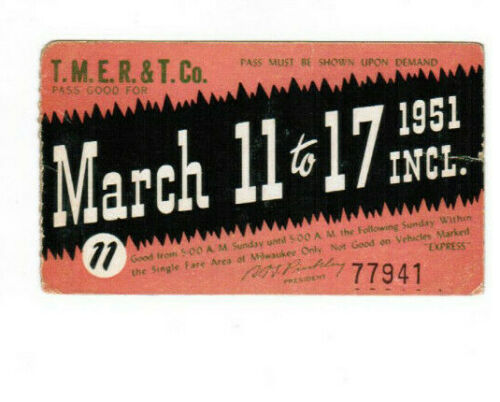 T.M.E.R.&T.Co.
PASS MUST BE SHOWN UPON DEMAND
PASS GOOD FOR
March 11 to 17 1951 INCL.
11
Good from 5:00 A.M. Sunday until 5:00 A.M. the Following Sunday Within
the Single Fare Area of Milwaukee Only. Not Good on Vehicles Marked
"EXPRESS"
PRESIDENT
77941